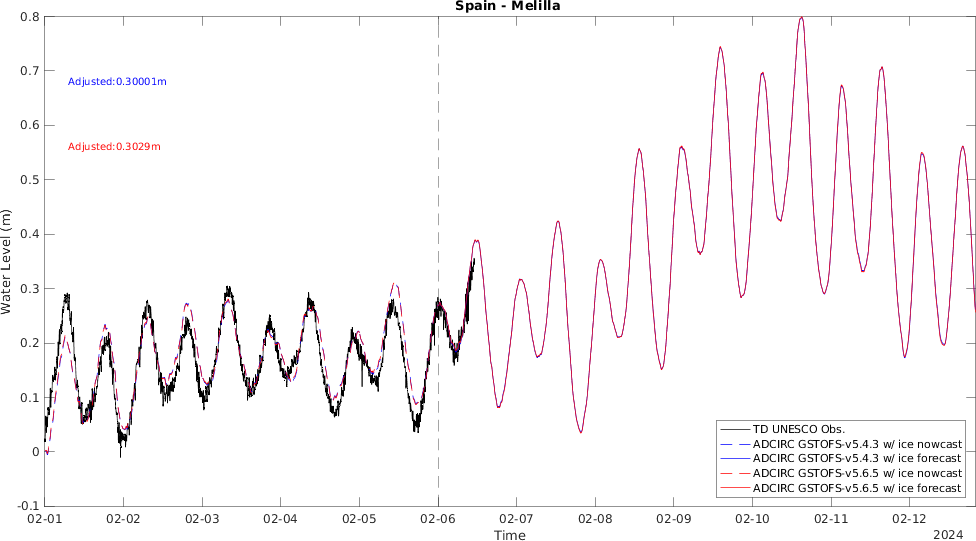 Spain - Melilla
0.8
0.7
0.6
0.5
0.4
0.3
0.2
0.1
0
-0.1
Water Level (m)
Adjusted:0.30001m
Adjusted:0.3029m
TD UNESCO Obs.
ADCIRC GSTOFS-v5.4.3 w/ ice nowcast
ADCIRC GSTOFS-v5.4.3 w/ ice forecast
ADCIRC GSTOFS-v5.6.5 w/ ice nowcast
ADCIRC GSTOFS-v5.6.5 w/ ice forecast
02-01 02-02 02-03 02-04 02-05 02-06 02-07 02-08 02-09 02-10 02-11 02-12
Time
2024